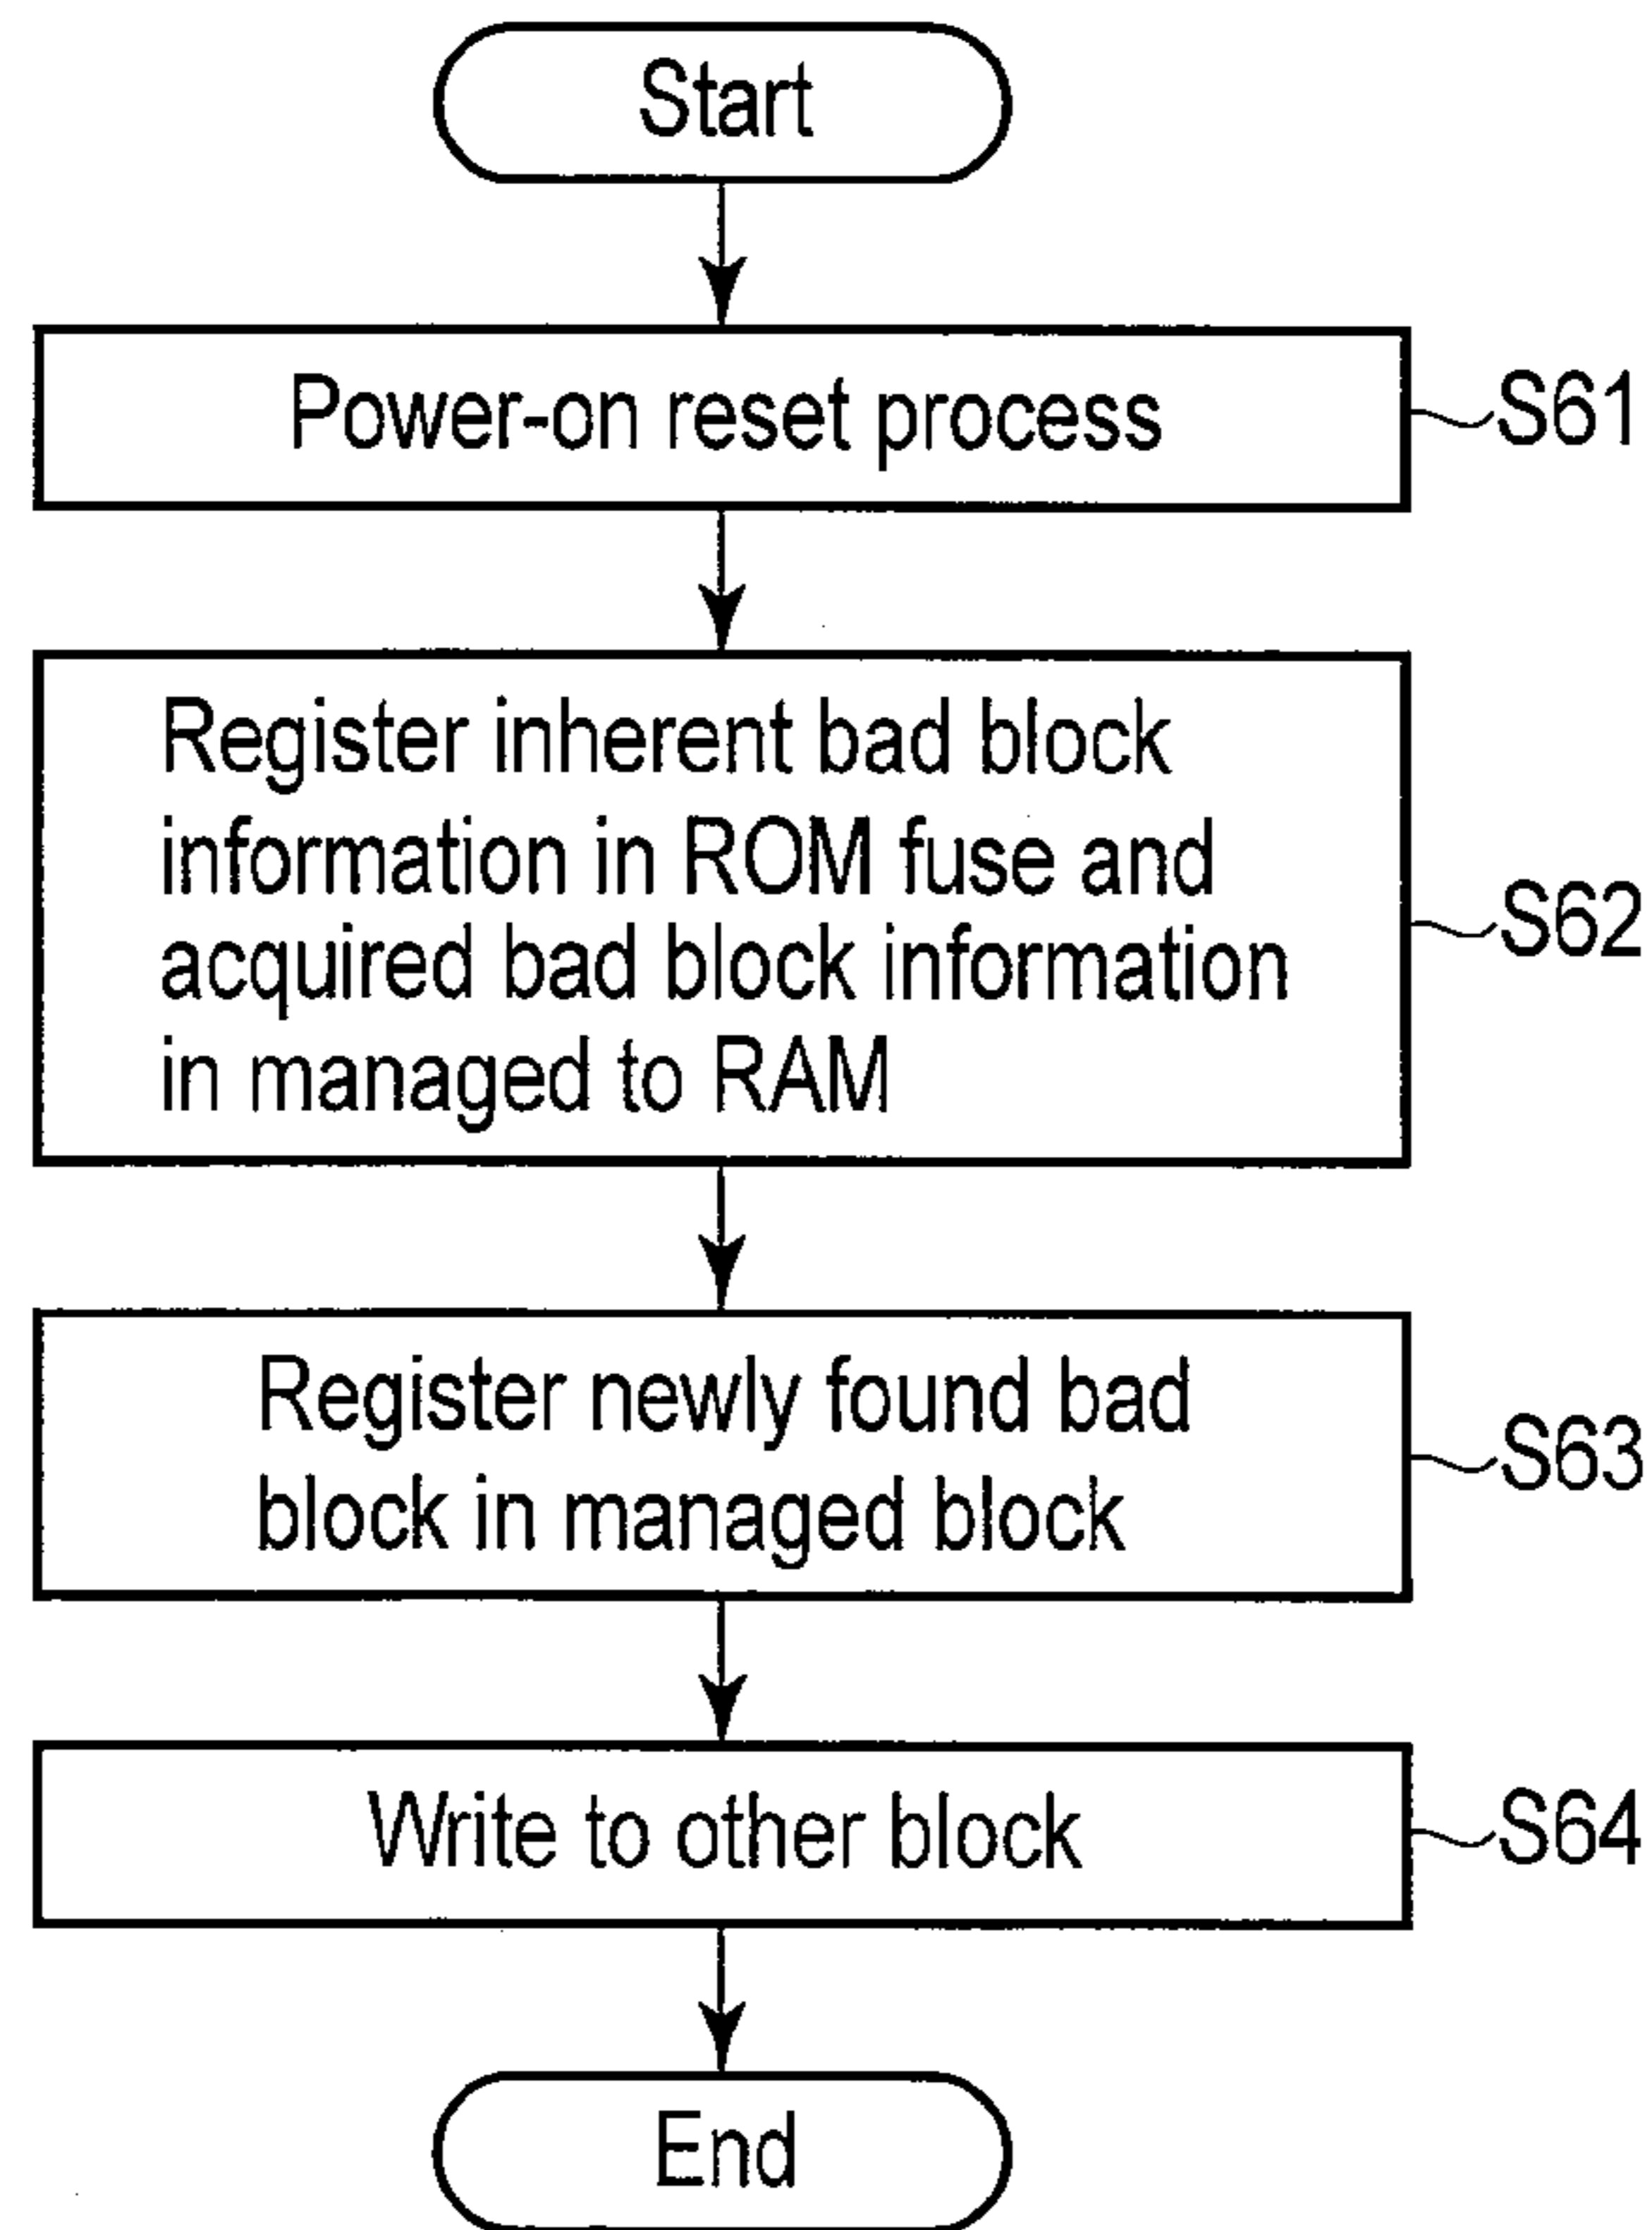 Start
Power-on reset process
S61
Register inherent bad block
information in ROM fuse and
acquired bad block information
in managed to RAM
S62
Register newly found bad
block in managed block
S63
Write to other block
S64
End